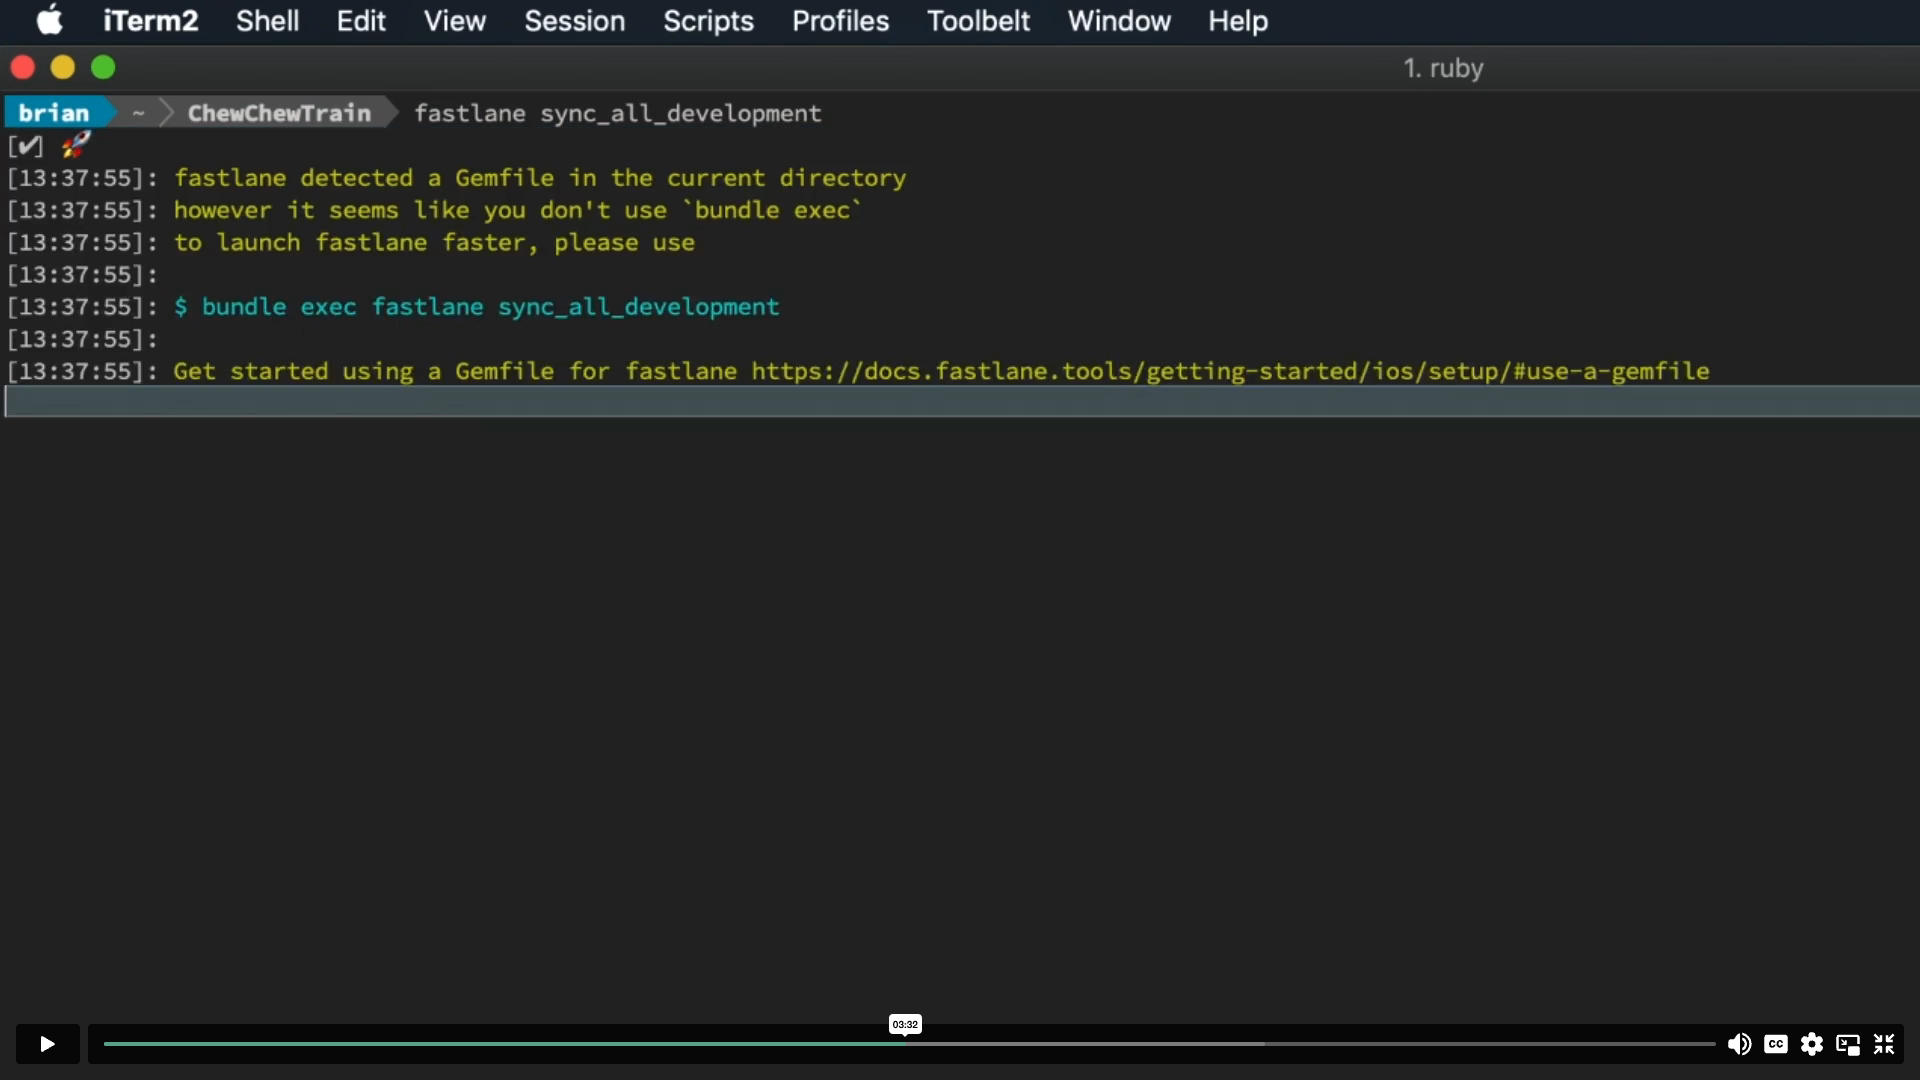 iTerm2 Shell Edit View Session Scripts Profiles Toolbelt Window Help
1. ruby
brian ~ ChewChewTrain fastlane sync_all_development
[✔] 🚀
[13:37:55]: fastlane detected a Gemfile in the current directory
[13:37:55]: however it seems like you don't use `bundle exec`
[13:37:55]: to launch fastlane faster, please use
[13:37:55]:
[13:37:55]: $ bundle exec fastlane sync_all_development
[13:37:55]:
[13:37:55]: Get started using a Gemfile for fastlane https://docs.fastlane.tools/getting-started/ios/setup/#use-a-gemfile
03:32
CC